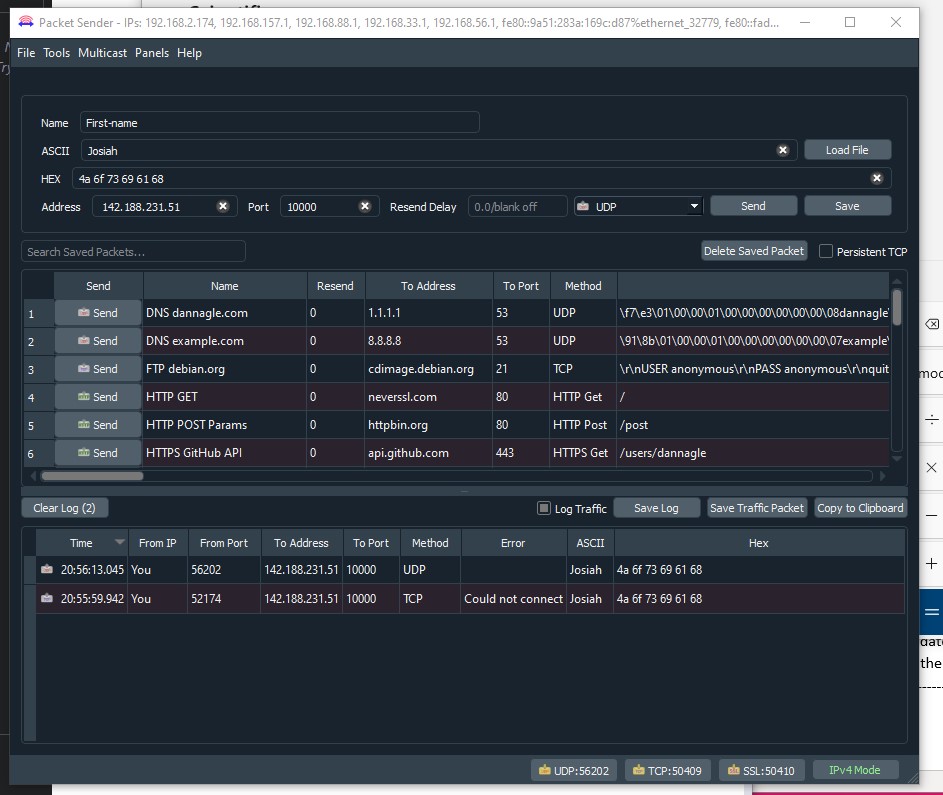 Packet Sender - IPs: 192.168.2.174, 192.168.157.1, 192.168.88.1, 192.168.33.1, 192.168.56.1, fe80::9a51:283a:169c:d87%ethernet_32779, fe80::fad...
File Tools Multicast Panels Help
Name First-name
ASCII Josiah Load File
HEX 4a 6f 73 69 61 68
Address 142.188.231.51 Port 10000 Resend Delay 0.0/blank off UDP Send Save
Search Saved Packets... Delete Saved Packet Persistent TCP
Send Name Resend To Address To Port Method
1 Send DNS dannagle.com 0 1.1.1.1 53 UDP \f7\e3\01\00\00\01\00\00\00\00\00\00\08dannagle\
2 Send DNS example.com 0 8.8.8.8 53 UDP \91\8b\01\00\00\01\00\00\00\00\00\00\07example\
3 Send FTP debian.org 0 cdimage.debian.org 21 TCP \r\nUSER anonymous\r\nPASS anonymous\r\nquit
4 Send HTTP GET 0 neverssl.com 80 HTTP Get /
5 Send HTTP POST Params 0 httpbin.org 80 HTTP Post /post
6 Send HTTPS GitHub API 0 api.github.com 443 HTTPS Get /users/dannagle
Clear Log (2) Log Traffic Save Log Save Traffic Packet Copy to Clipboard
Time From IP From Port To Address To Port Method Error ASCII Hex
20:56:13.045 You 56202 142.188.231.51 10000 UDP Josiah 4a 6f 73 69 61 68
20:55:59.942 You 52174 142.188.231.51 10000 TCP Could not connect Josiah 4a 6f 73 69 61 68
UDP:56202 TCP:50409 SSL:50410 IPv4 Mode
÷
×
−
+
=
the